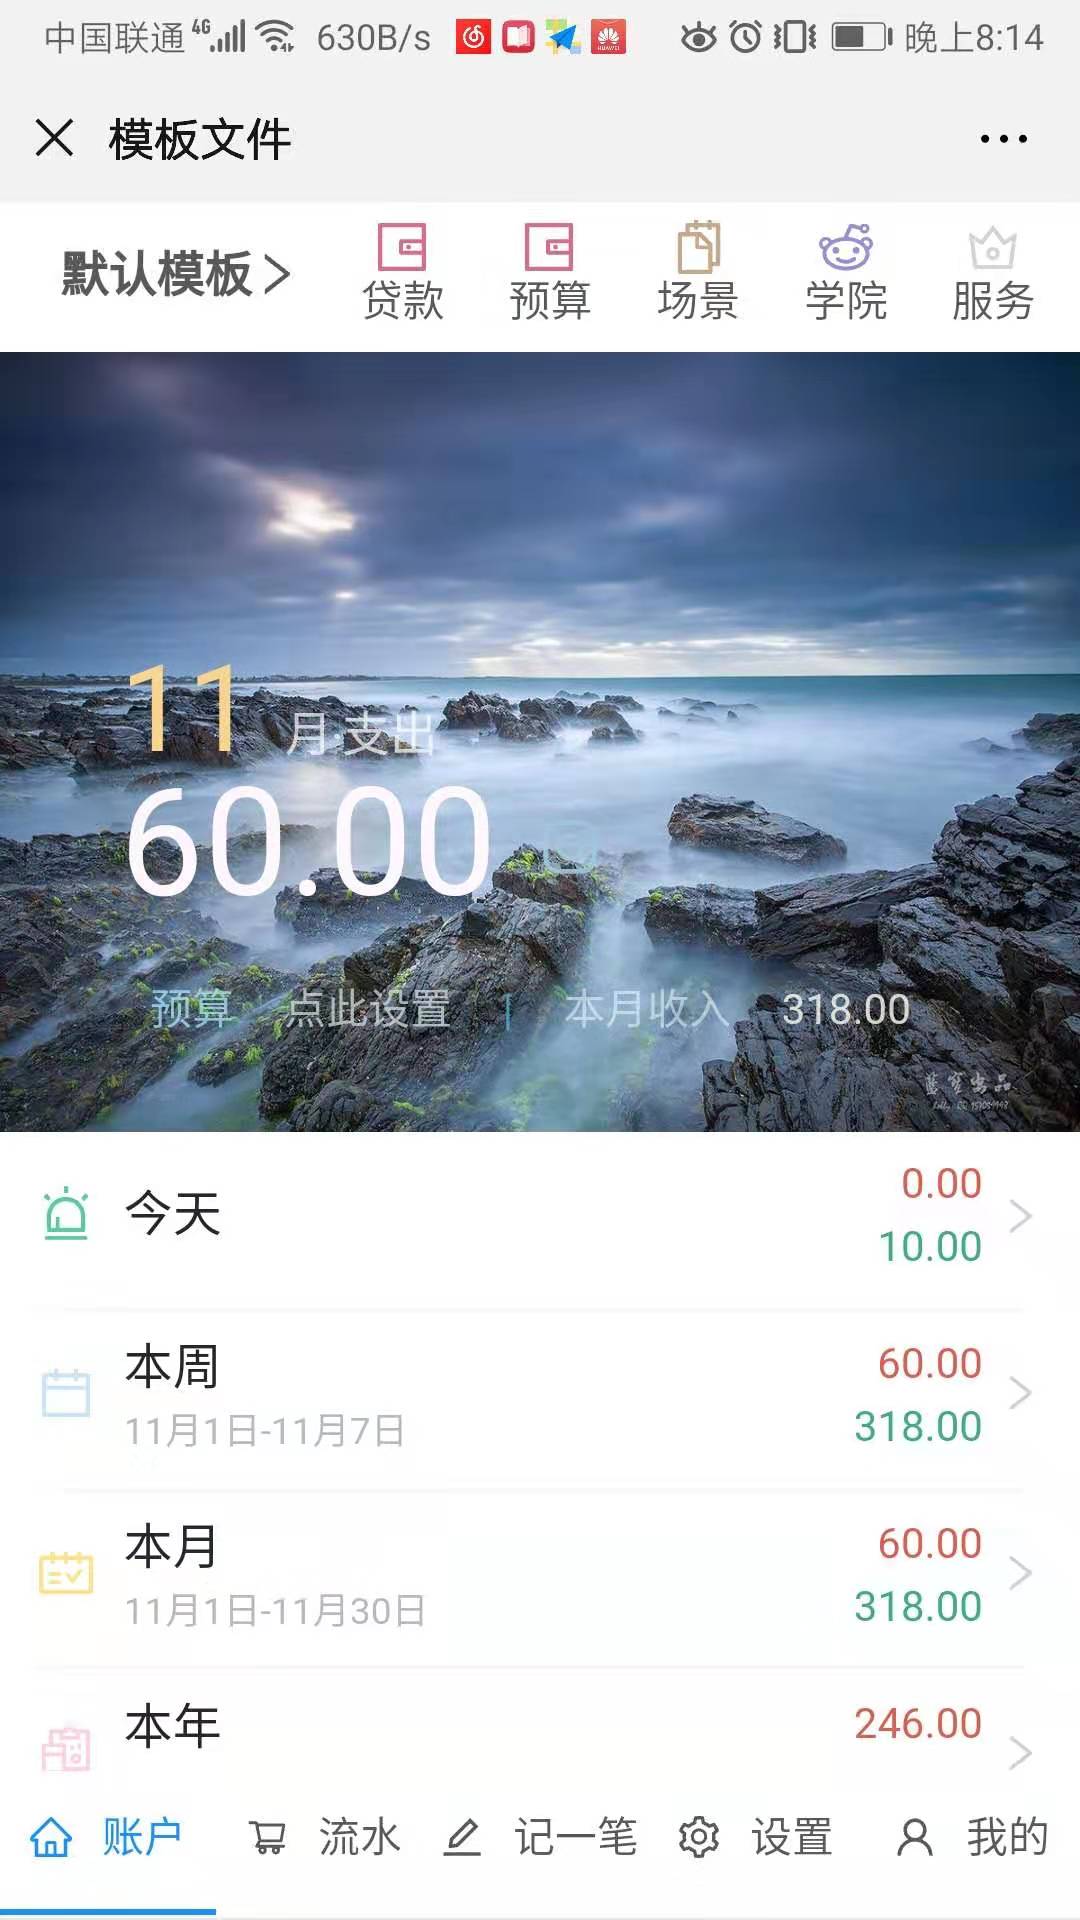 中国联通 4G 630B/s HUAWEI 晚上8:14
模板文件
默认模板 贷款 预算 场景 学院 服务
11 月·支出
60.00
预算 点此设置 | 本月收入 318.00
蓝寞出品
今天 0.00
10.00
本周 60.00
11月1日-11月7日 318.00
本月 60.00
11月1日-11月30日 318.00
本年 246.00
账户 流水 记一笔 设置 我的